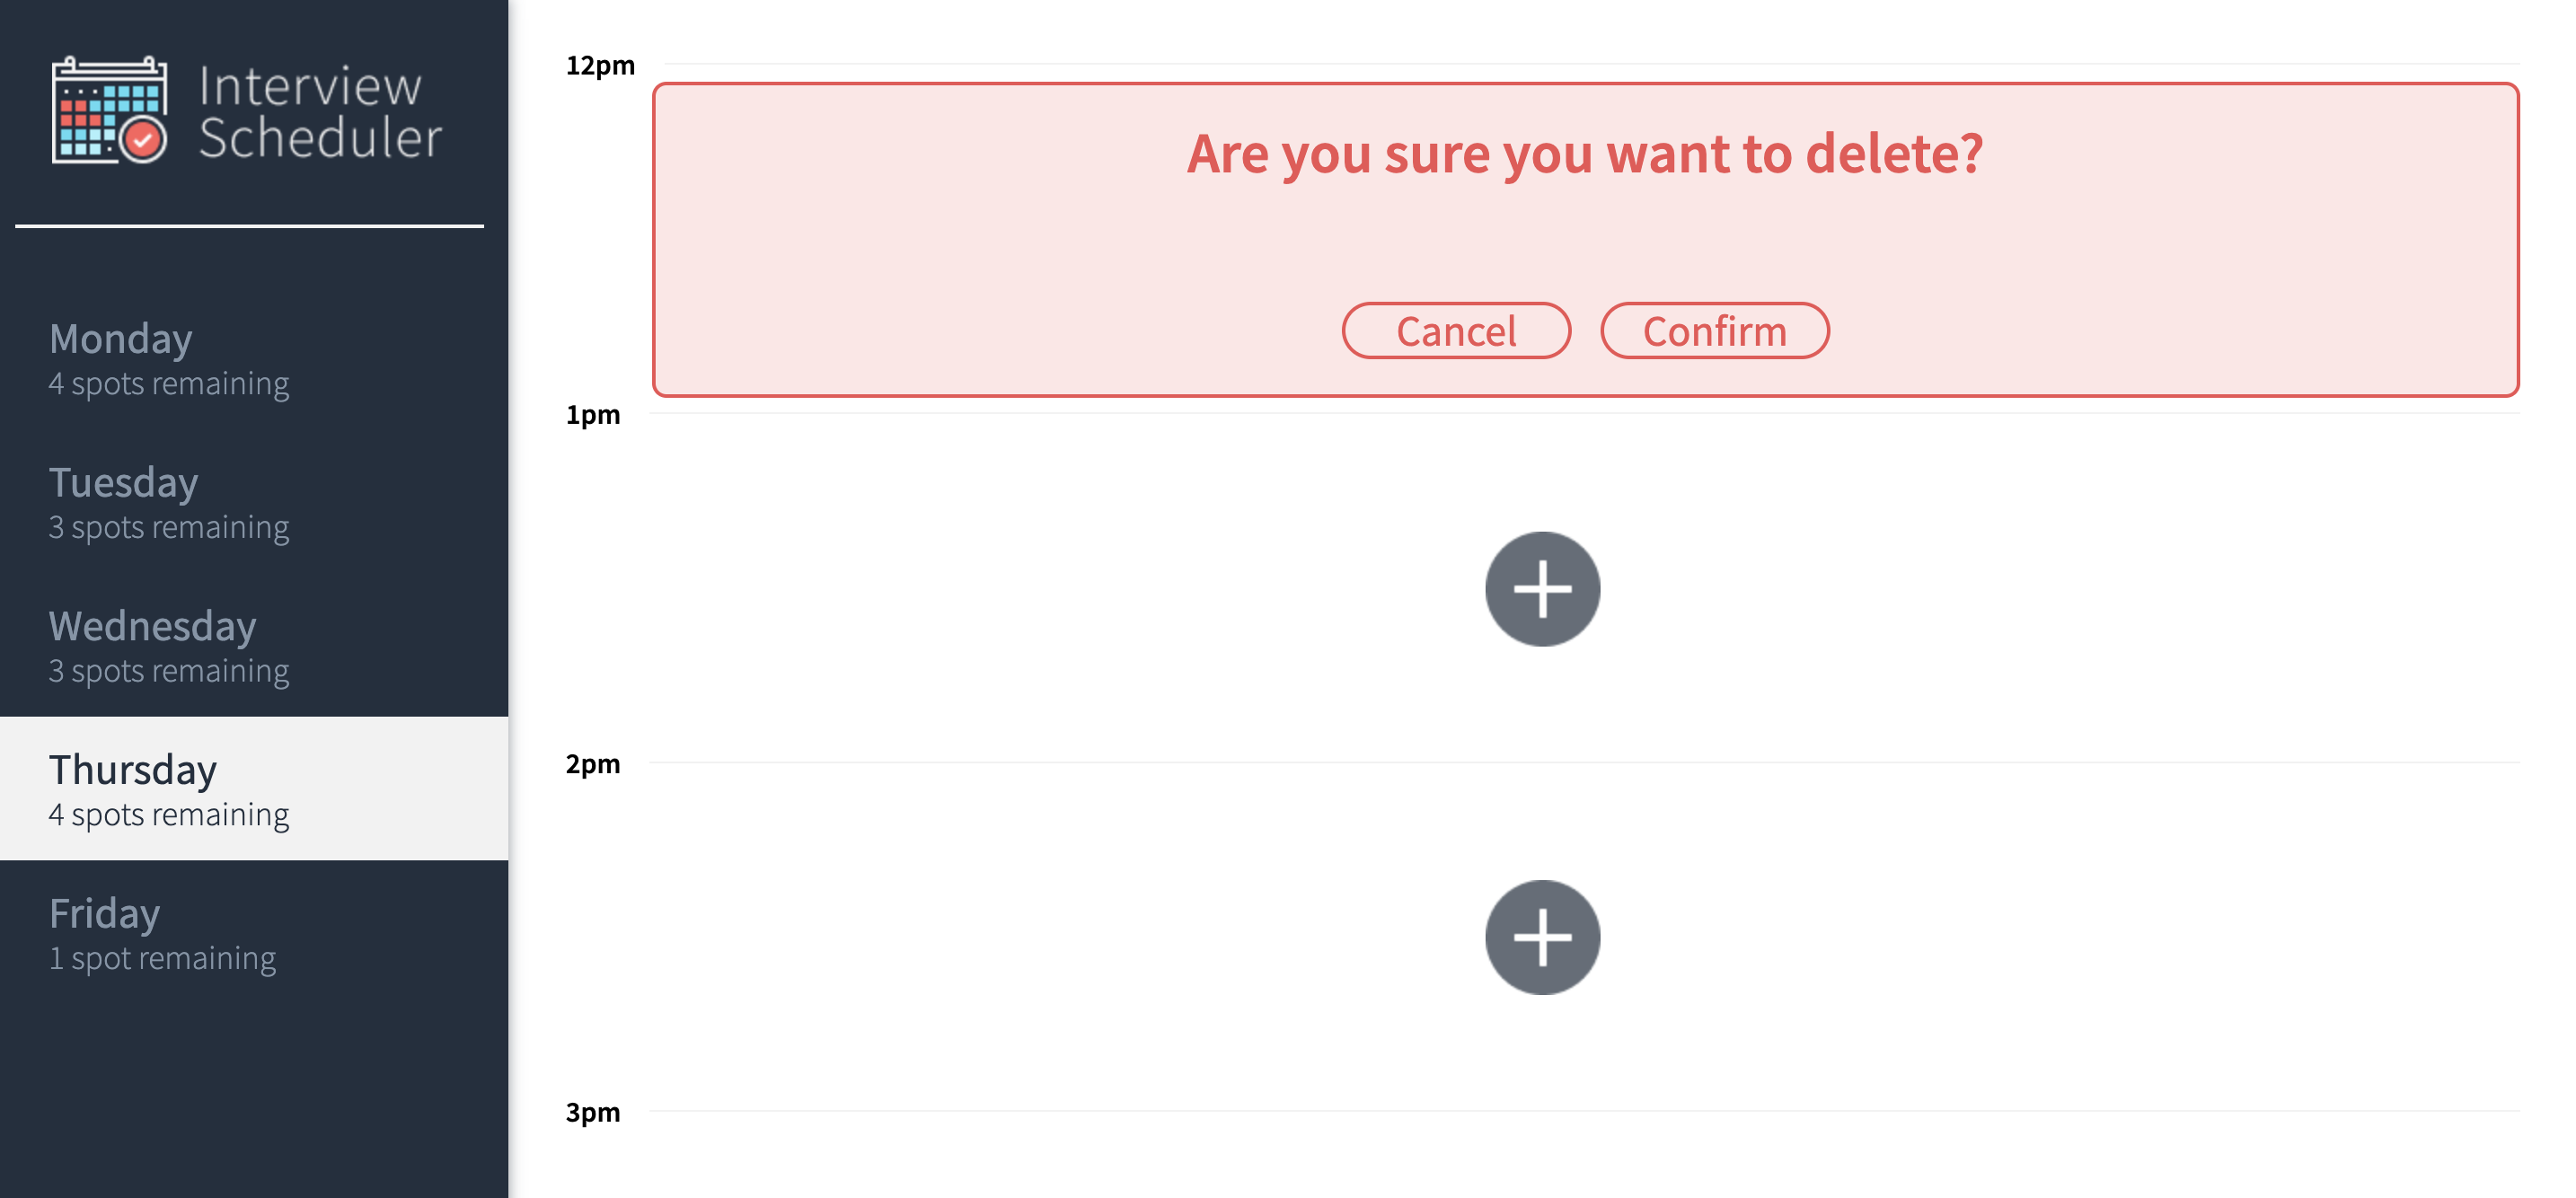 Interview
Scheduler
Monday
4 spots remaining
Tuesday
3 spots remaining
Wednesday
3 spots remaining
Thursday
4 spots remaining
Friday
1 spot remaining
12pm
Are you sure you want to delete?
Cancel Confirm
1pm
2pm
3pm